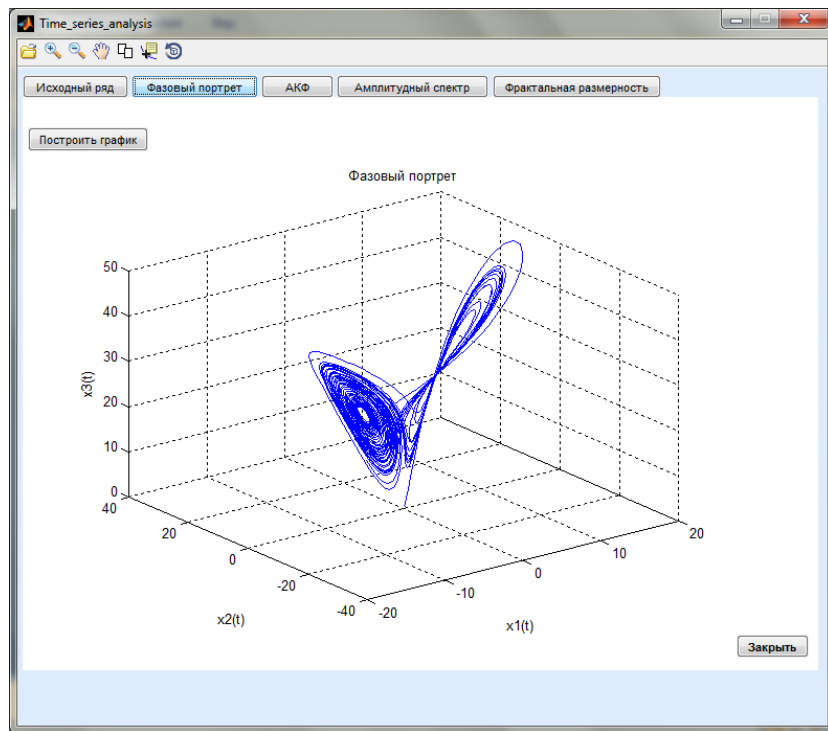 Time_series_analysis
Исходный ряд Фазовый портрет АКФ Амплитудный спектр Фрактальная размерность
Построить график
Фазовый портрет
50
40
30
20
10
0
x3(t)
40
20
0
-20
-40
x2(t)
-20
-10
0
10
20
x1(t)
Закрыть